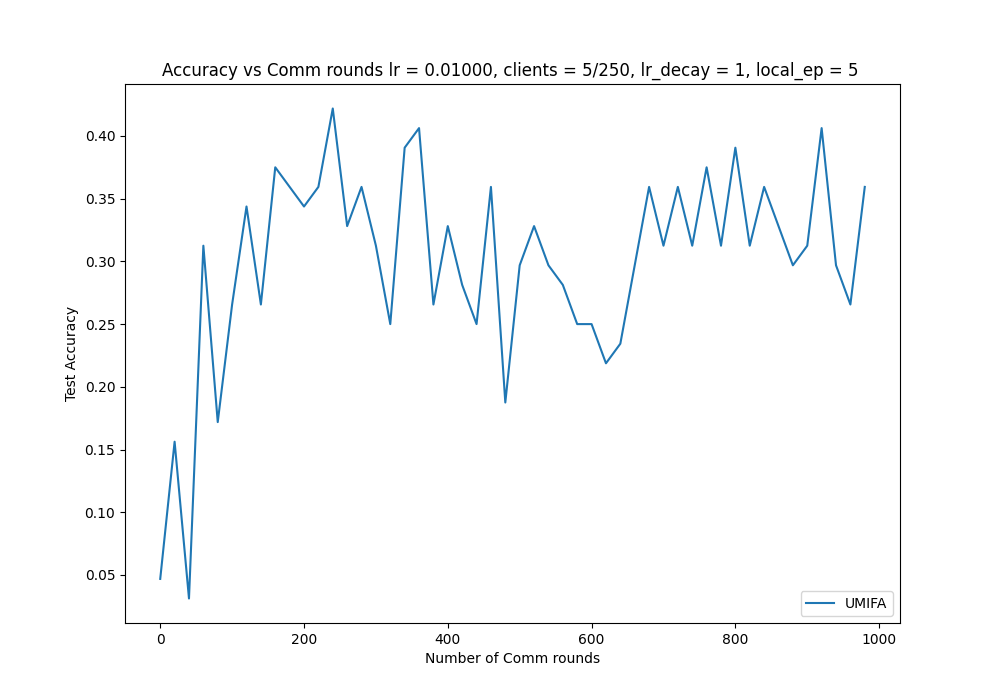 Accuracy vs Comm rounds lr = 0.01000, clients = 5/250, lr_decay = 1, local_ep = 5
Test Accuracy
0.40
0.35
0.30
0.25
0.20
0.15
0.10
0.05
UMIFA
0 200 400 600 800 1000
Number of Comm rounds